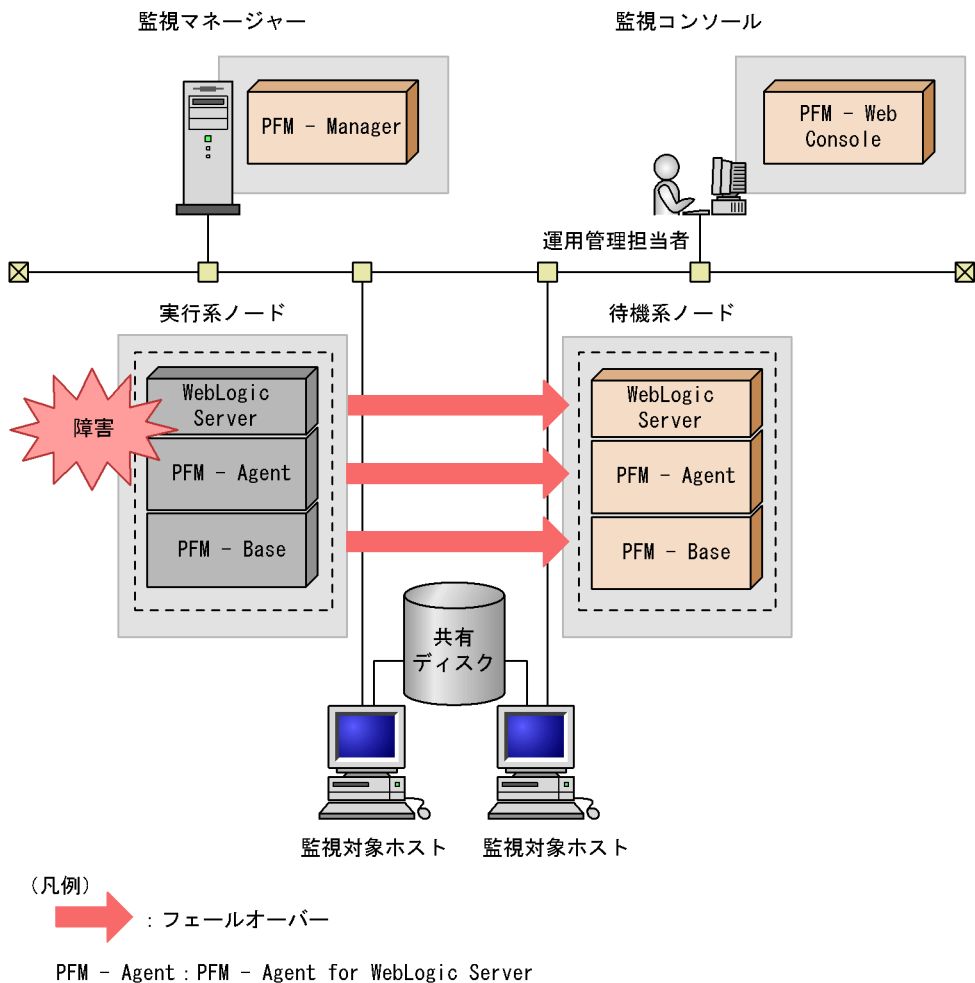 監視マネージャー
監視コンソール
PFM - Manager
PFM - Web
Console
運用管理担当者
実行系ノード
待機系ノード
障害
WebLogic
Server
PFM - Agent
PFM - Base
WebLogic
Server
PFM - Agent
PFM - Base
共有
ディスク
監視対象ホスト
監視対象ホスト
(凡例)
:フェールオーバー
PFM - Agent:PFM - Agent for WebLogic Server